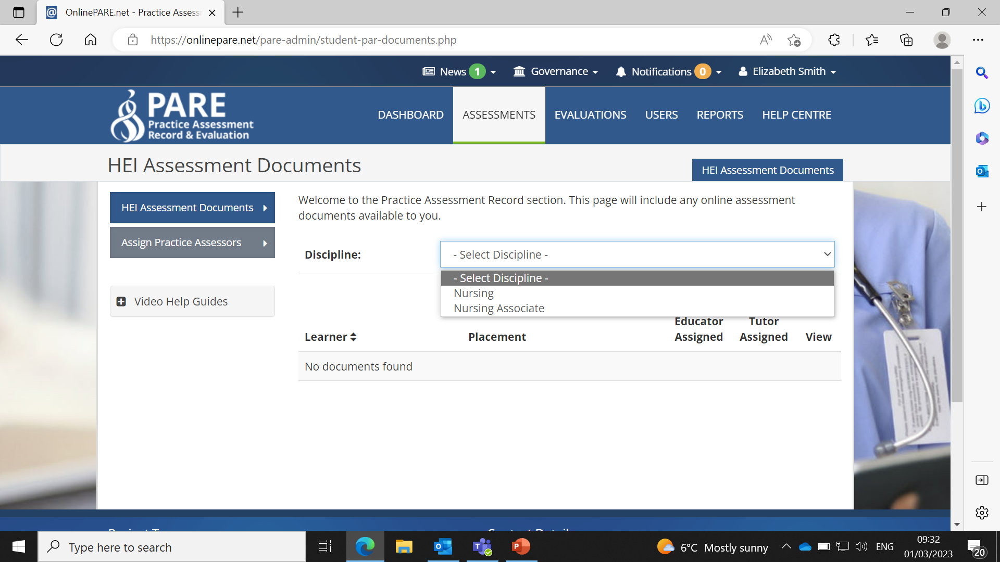 OnlinePARE.net - Practice Assess
https://onlinepare.net/pare-admin/student-par-documents.php
News 1 Governance Notifications 0 Elizabeth Smith
PARE
Practice Assessment
Record & Evaluation
DASHBOARD ASSESSMENTS EVALUATIONS USERS REPORTS HELP CENTRE
HEI Assessment Documents
HEI Assessment Documents
HEI Assessment Documents
Assign Practice Assessors
Video Help Guides
Welcome to the Practice Assessment Record section. This page will include any online assessment
documents available to you.
Discipline: - Select Discipline -
- Select Discipline -
Nursing
Nursing Associate
Learner Placement Educator Assigned Tutor Assigned View
No documents found
Type here to search
6°C Mostly sunny
ENG
09:32
01/03/2023
20